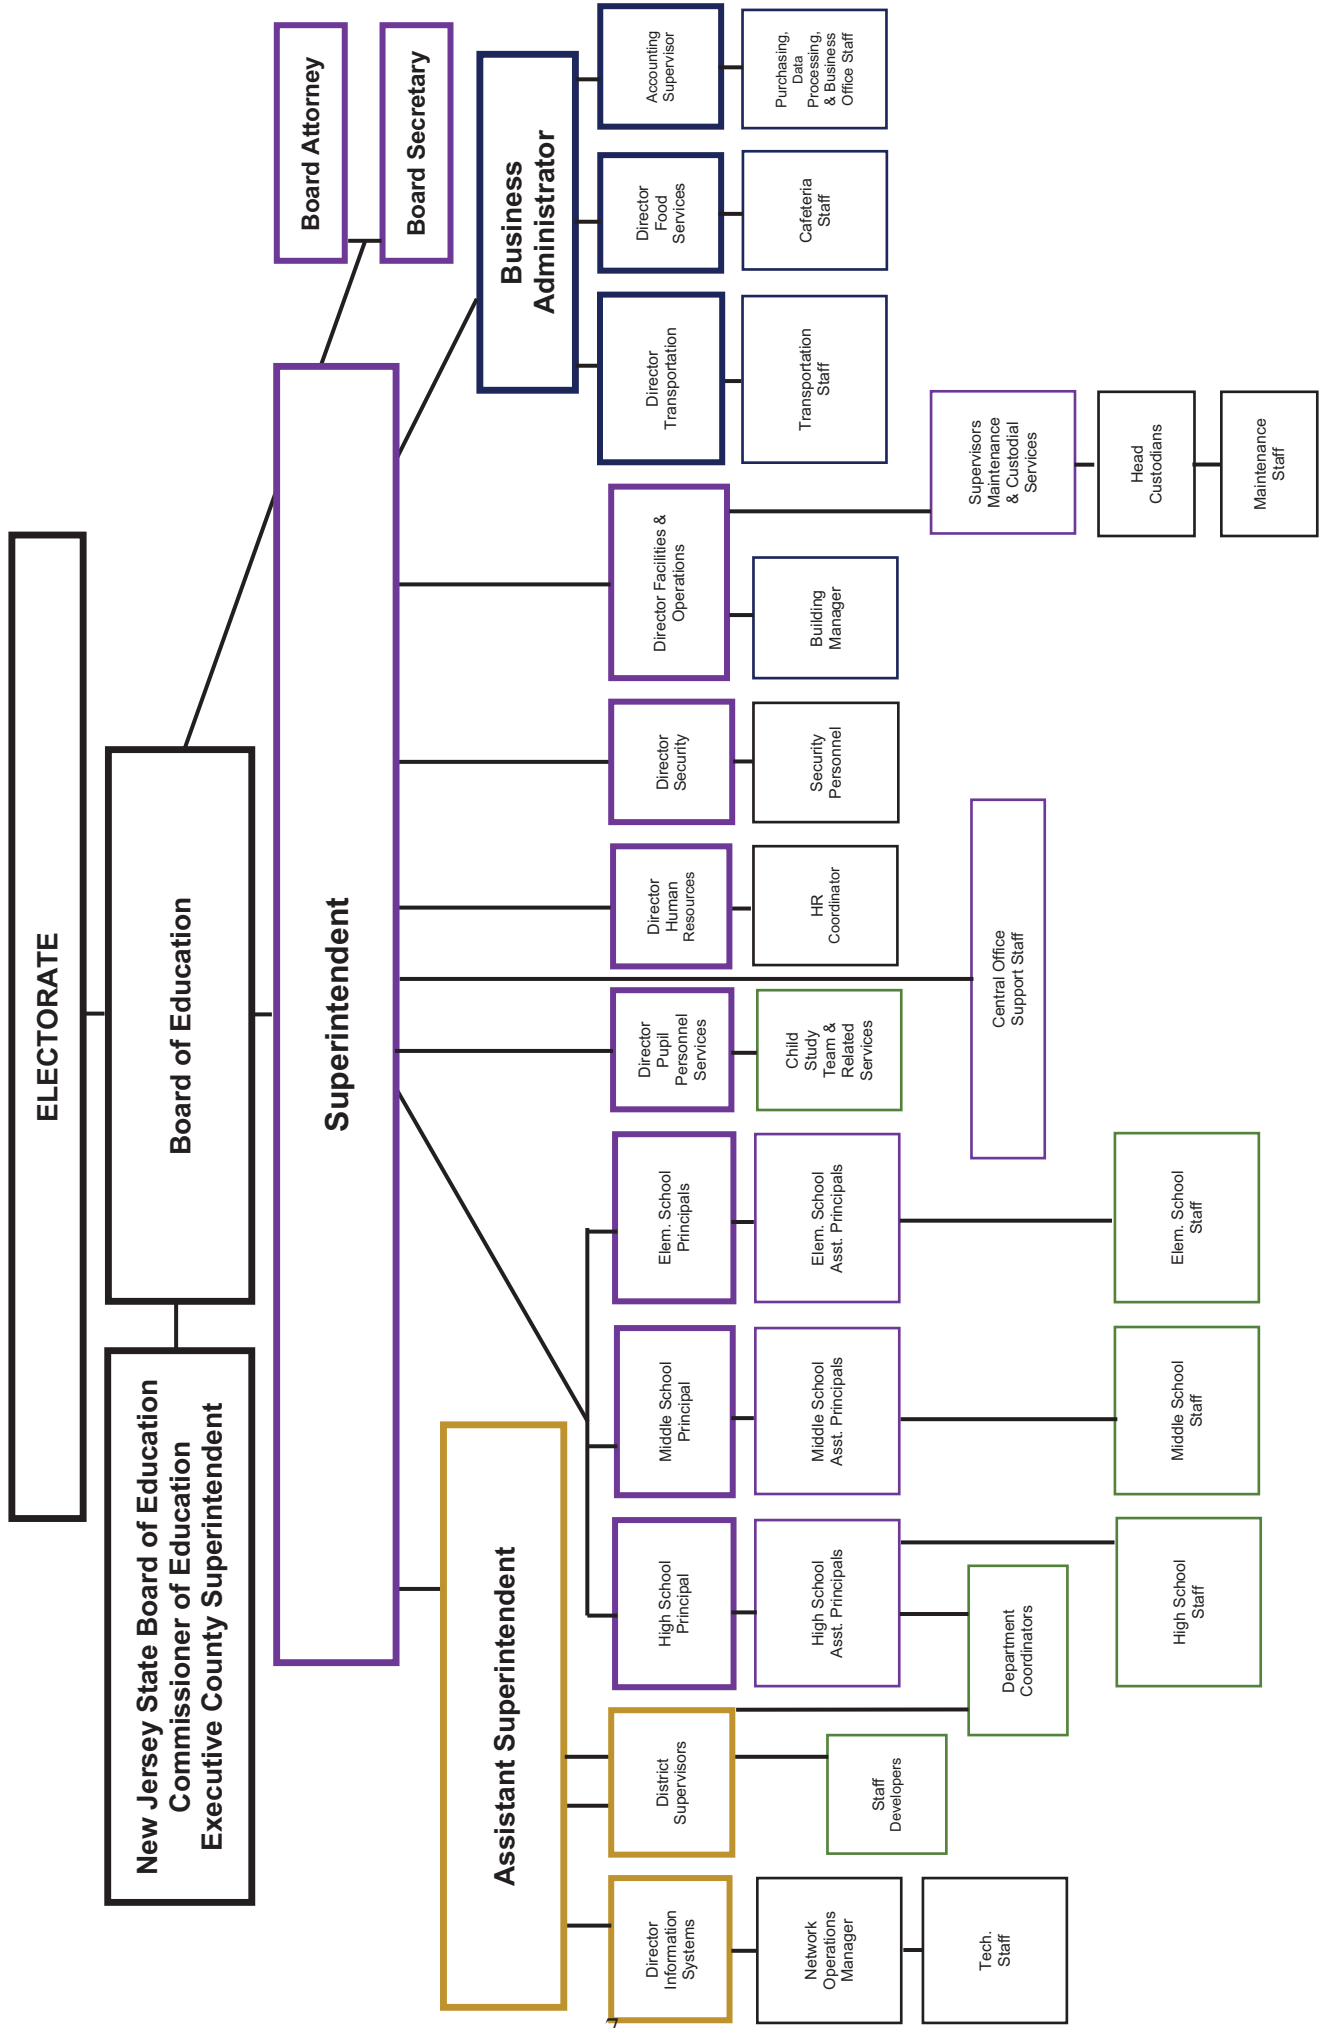 ELECTORATE
New Jersey State Board of Education
Commissioner of Education
Executive County Superintendent
Board of Education
Board Attorney
Board Secretary
Superintendent
Assistant Superintendent
Business
Administrator
Director
Information
Systems
District
Supervisors
High School
Principal
Middle School
Principal
Elem. School
Principals
Director
Pupil
Personnel
Services
Director
Human
Resources
Director
Security
Director Facilities &
Operations
Director
Transportation
Director
Food
Services
Accounting
Supervisor
Network
Operations
Manager
Staff
Developers
High School
Asst. Principals
Middle School
Asst. Principals
Elem. School
Asst. Principals
Child
Study
Team &
Related
Services
HR
Coordinator
Security
Personnel
Building
Manager
Transportation
Staff
Cafeteria
Staff
Purchasing,
Data
Processing,
& Business
Office Staff
Tech.
Staff
Department
Coordinators
Central Office
Support Staff
Supervisors
Maintenance
& Custodial
Services
High School
Staff
Middle School
Staff
Elem. School
Staff
Head
Custodians
Maintenance
Staff
7